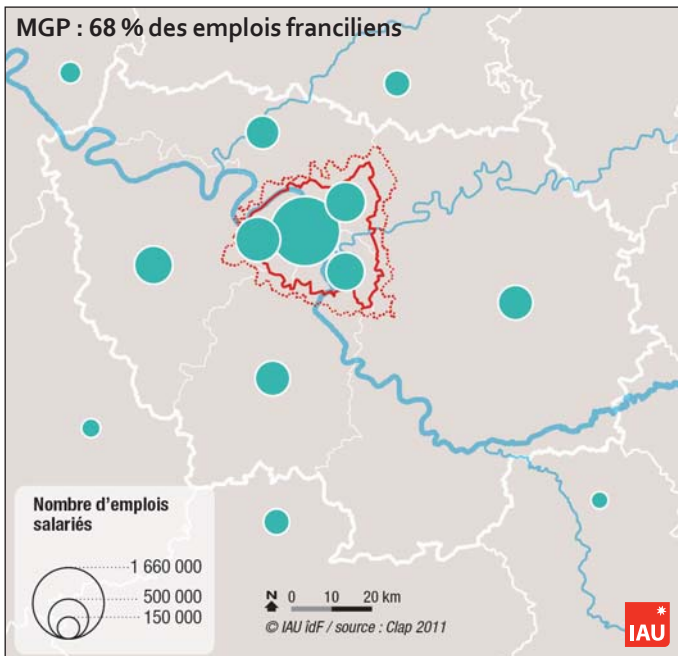 MGP : 68 % des emplois franciliens
Nombre d'emplois
salariés
1 660 000
500 000
150 000
N 0 10 20 km
© IAU îdF / source : Clap 2011
IAU